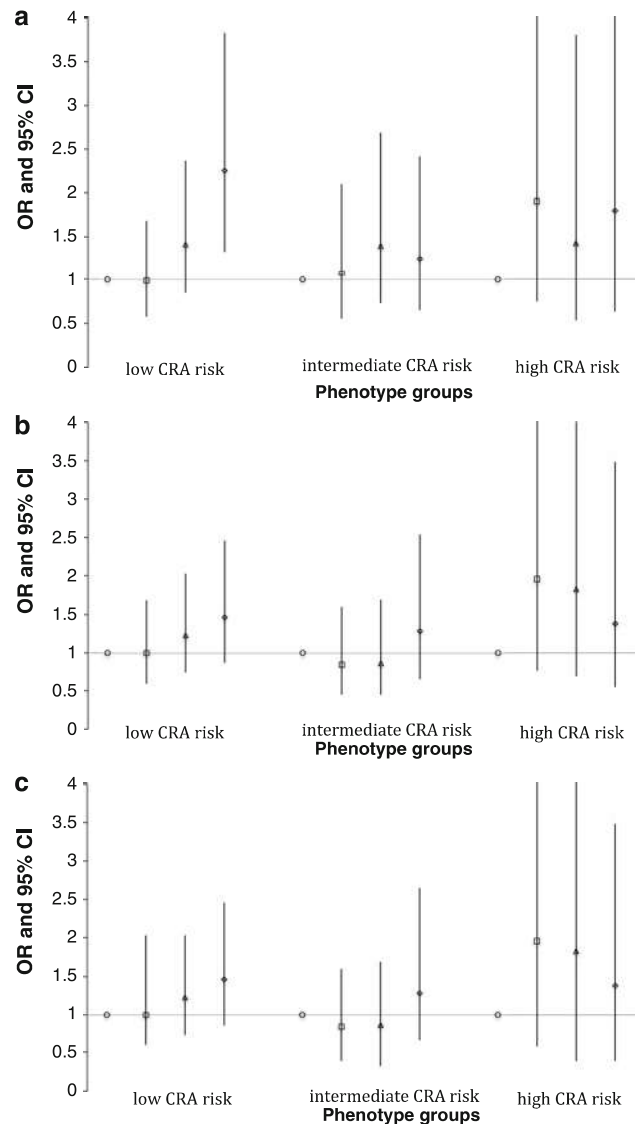 a
OR and 95% CI
4
3.5
3
2.5
2
1.5
1
0.5
0
low CRA risk
intermediate CRA risk
high CRA risk
Phenotype groups
b
OR and 95% CI
4
3.5
3
2.5
2
1.5
1
0.5
0
low CRA risk
intermediate CRA risk
high CRA risk
Phenotype groups
c
OR and 95% CI
4
3.5
3
2.5
2
1.5
1
0.5
0
low CRA risk
intermediate CRA risk
high CRA risk
Phenotype groups